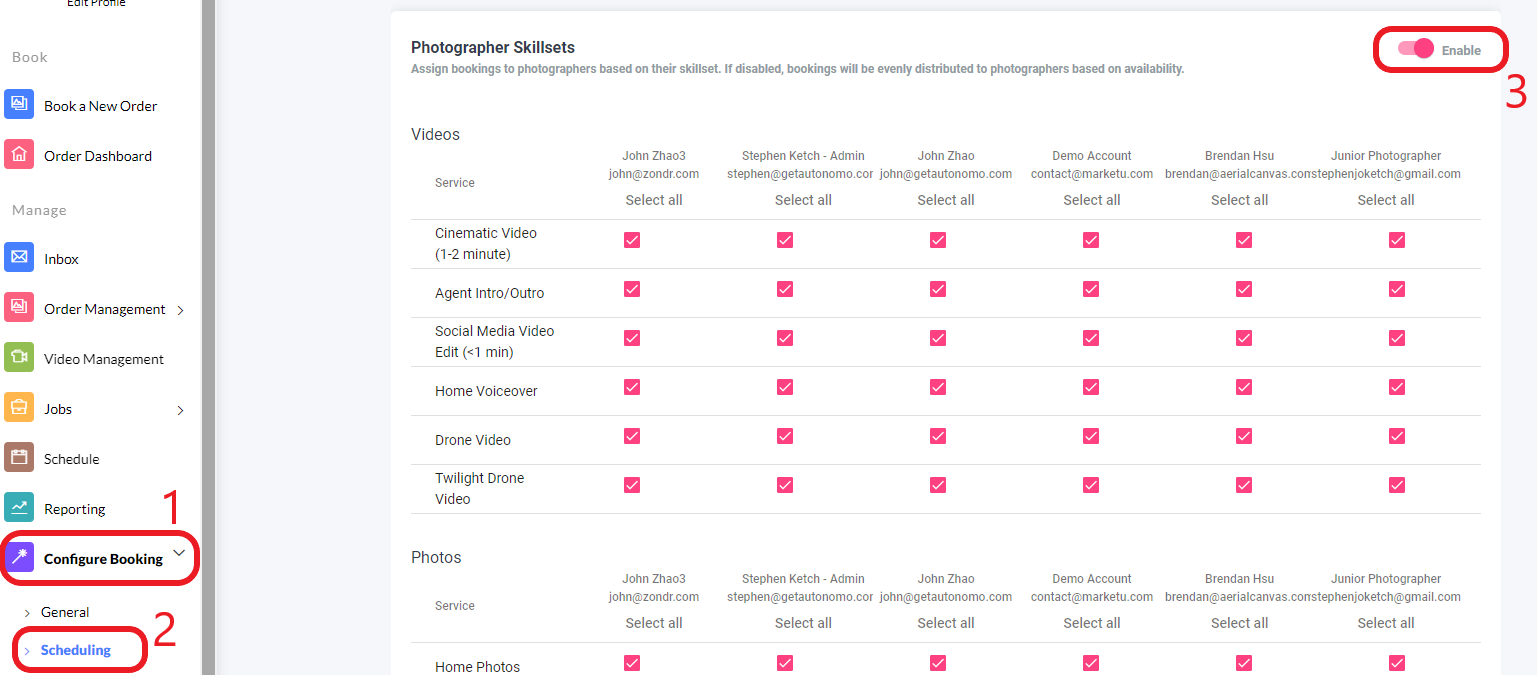 Edit Profile
Book
Book a New Order
Order Dashboard
Manage
Inbox
Order Management
Video Management
Jobs
Schedule
Reporting
1
Configure Booking
General
2
Scheduling
Photographer Skillsets
Enable
3
Assign bookings to photographers based on their skillset. If disabled, bookings will be evenly distributed to photographers based on availability.
Videos
John Zhao3 Stephen Ketch - Admin John Zhao Demo Account Brendan Hsu Junior Photographer
john@zondr.com stephen@getautonomo.cor john@getautonomo.com contact@marketu.com brendan@aerialcanvas.com stephenjoketch@gmail.com
Service
Select all Select all Select all Select all Select all Select all
Cinematic Video
(1-2 minute)
Agent Intro/Outro
Social Media Video
Edit (<1 min)
Home Voiceover
Drone Video
Twilight Drone
Video
Photos
John Zhao3 Stephen Ketch - Admin John Zhao Demo Account Brendan Hsu Junior Photographer
john@zondr.com stephen@getautonomo.cor john@getautonomo.com contact@marketu.com brendan@aerialcanvas.com stephenjoketch@gmail.com
Service
Select all Select all Select all Select all Select all Select all
Home Photos